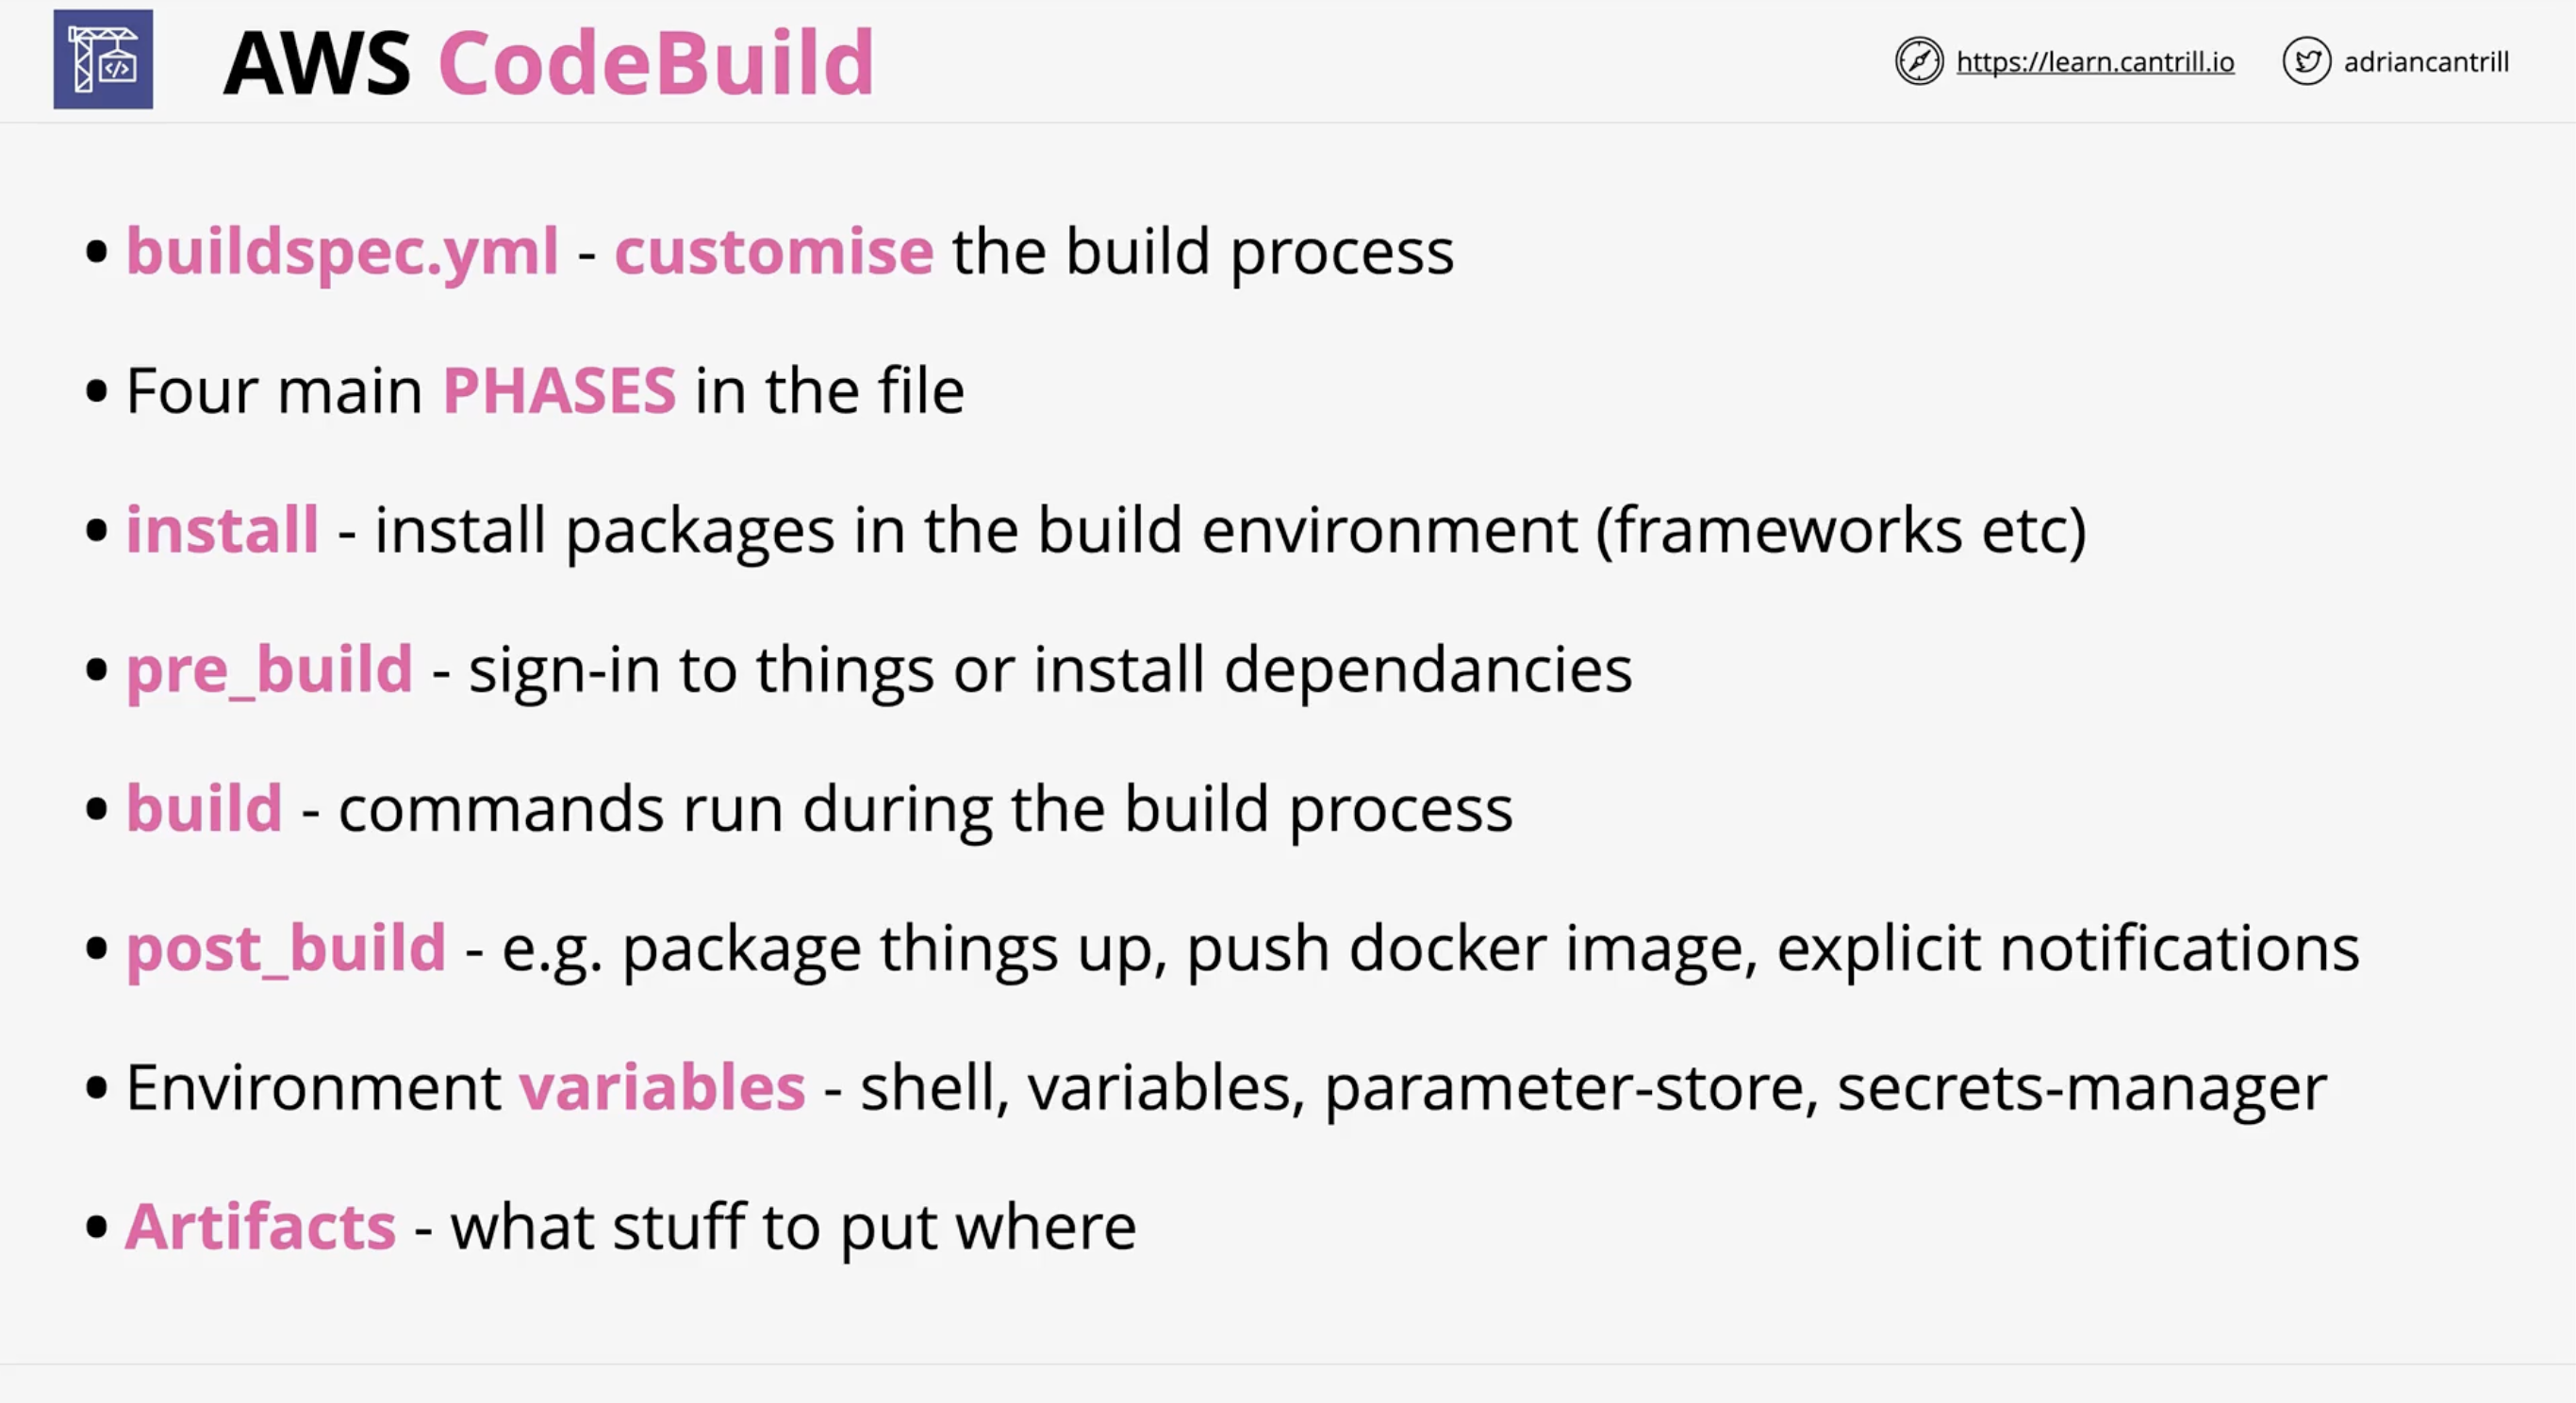 AWS CodeBuild
https://learn.cantrill.io
adriancantrill
• buildspec.yml - customise the build process
• Four main PHASES in the file
• install - install packages in the build environment (frameworks etc)
• pre_build - sign-in to things or install dependancies
• build - commands run during the build process
• post_build - e.g. package things up, push docker image, explicit notifications
• Environment variables - shell, variables, parameter-store, secrets-manager
• Artifacts - what stuff to put where